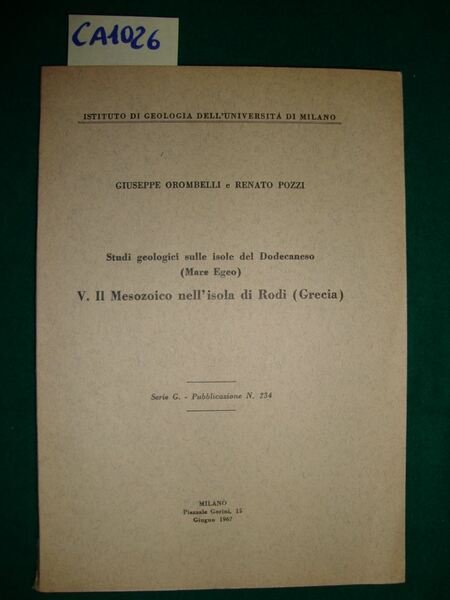 CA1026
ISTITUTO DI GEOLOGIA DELL'UNIVERSITÁ DI MILANO
GIUSEPPE OROMBELLI e RENATO POZZI
Studi geologici sulle isole del Dodecaneso
(Mare Egeo)
V. Il Mesozoico nell'isola di Rodi (Grecia)
Serie G. - Pubblicazione N. 234
MILANO
Piazzale Gorini, 15
Giugno 1967